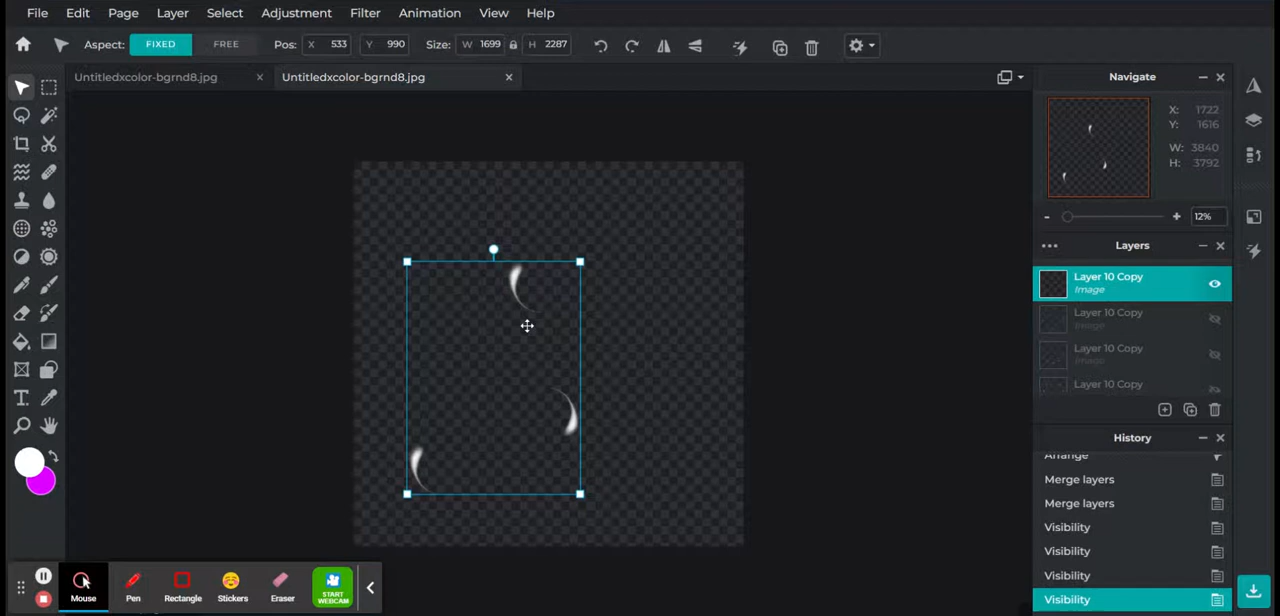 File Edit Page Layer Select Adjustment Filter Animation View Help
Aspect: FIXED FREE Pos: X 533 Y 990 Size: W 1699 H 2287
Untitledxcolor-bgrnd8.jpg × Untitledxcolor-bgrnd8.jpg ×
Navigate
X: 1722
Y: 1616
W: 3840
H: 3792
12%
Layers
Layer 10 Copy
Image
Layer 10 Copy
Image
Layer 10 Copy
Image
Layer 10 Copy
History
Arrange
Merge layers
Merge layers
Visibility
Visibility
Visibility
Visibility
Mouse Pen Rectangle Stickers Eraser START
WEBCAM